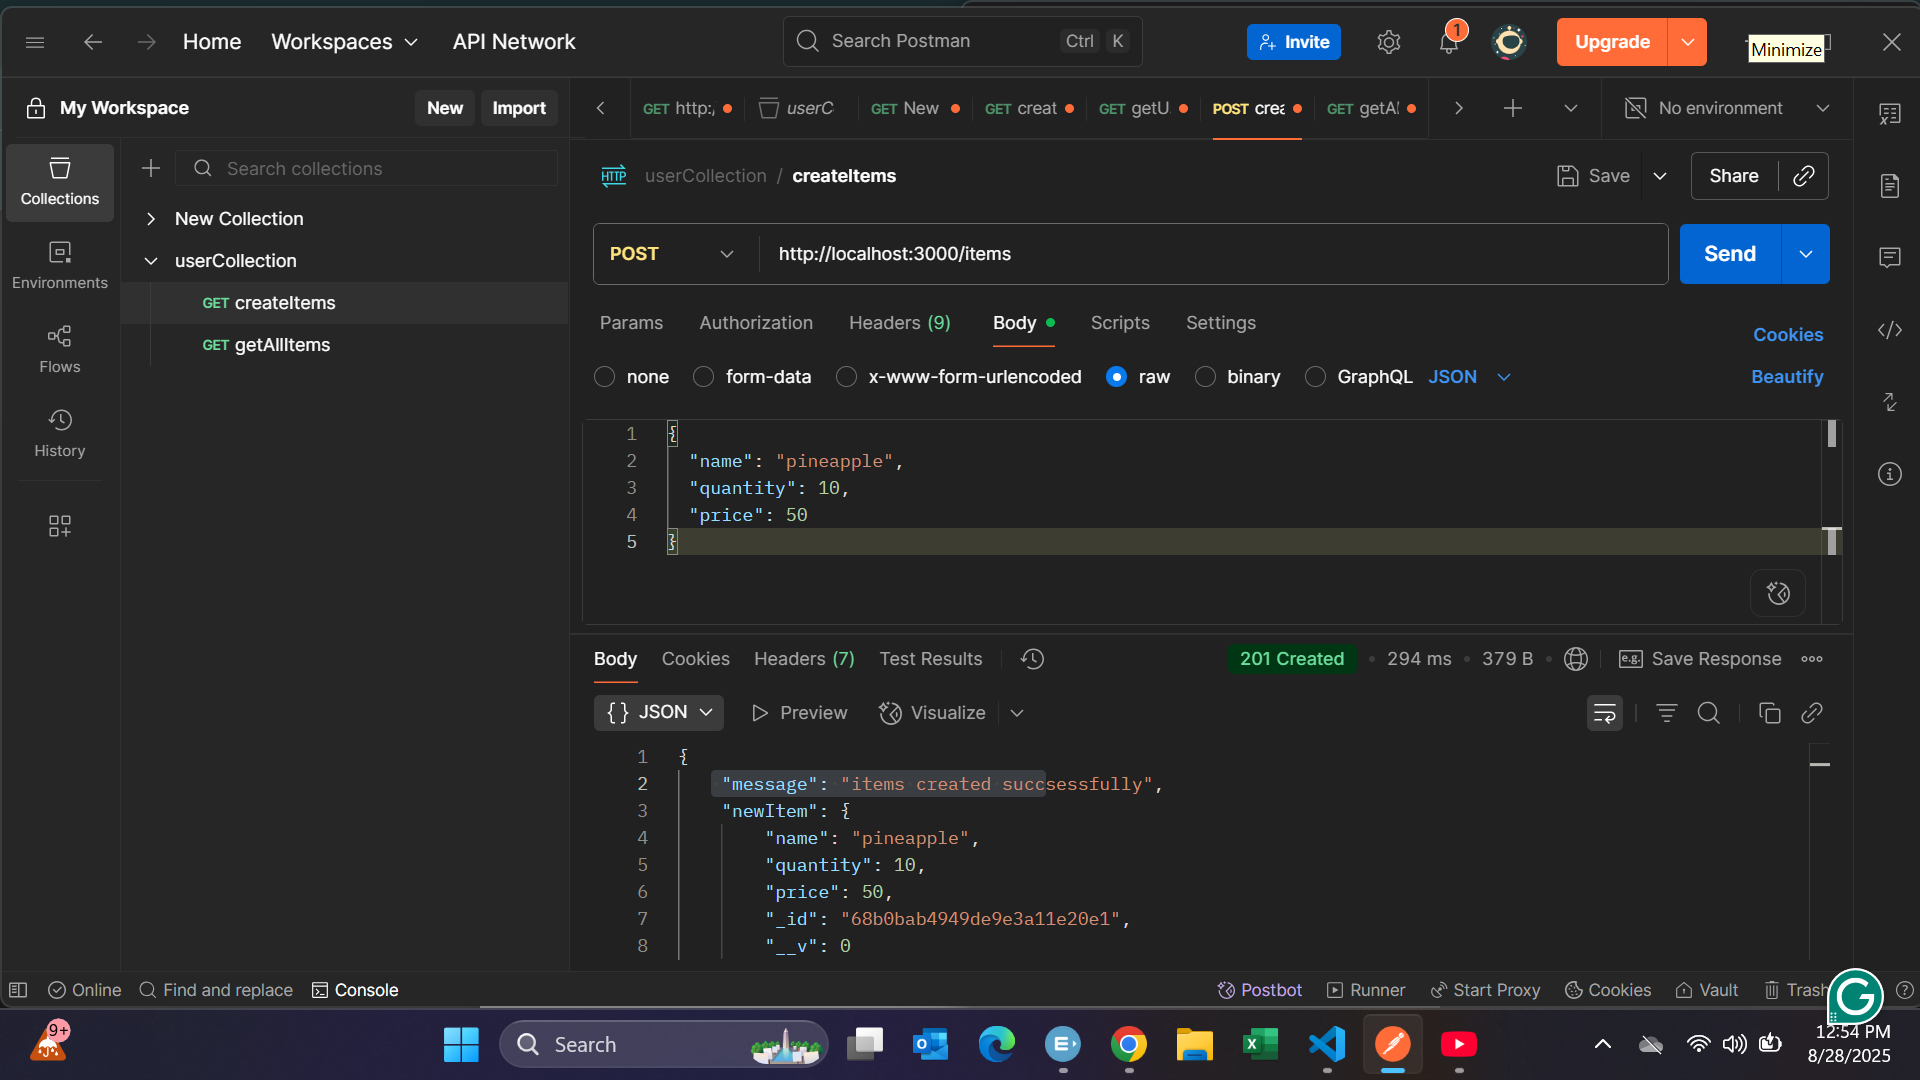 Home Workspaces API Network Search Postman Ctrl K Invite 1 Upgrade Minimize
My Workspace New Import GET http:/ userC GET New GET creat GET getU POST crea GET getAl No environment
Collections
Environments
Flows
History
Search collections
New Collection
userCollection
GET createItems
GET getAllItems
HTTP userCollection / createItems Save Share
POST http://localhost:3000/items Send
Params Authorization Headers (9) Body Scripts Settings Cookies
none form-data x-www-form-urlencoded raw binary GraphQL JSON Beautify
1 {
2 "name": "pineapple",
3 "quantity": 10,
4 "price": 50
5 }
Body Cookies Headers (7) Test Results 201 Created 294 ms 379 B e.g. Save Response
{} JSON Preview Visualize
1 {
2 "message": "items created succsessfully",
3 "newItem": {
4 "name": "pineapple",
5 "quantity": 10,
6 "price": 50,
7 "_id": "68b0bab4949de9e3a11e20e1",
8 "__v": 0
Online Find and replace Console Postbot Runner Start Proxy Cookies Vault Trash
9+ Search 12:54 PM
8/28/2025